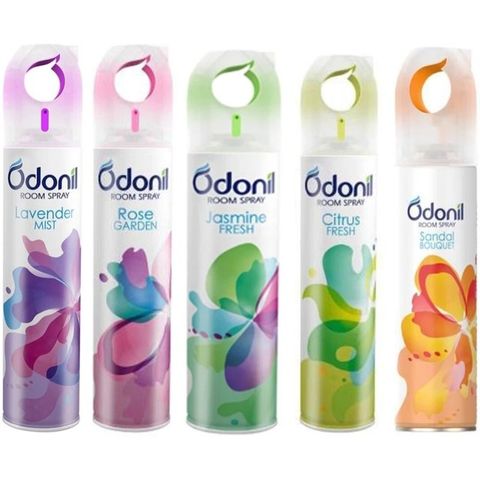 Odonil
ROOM SPRAY
Lavender
MIST
Odonil
ROOM SPRAY
Rose
GARDEN
Odonil
ROOM SPRAY
Jasmine
FRESH
Odonil
ROOM SPRAY
Citrus
FRESH
Odonil
ROOM SPRAY
Sandal
BOUQUET